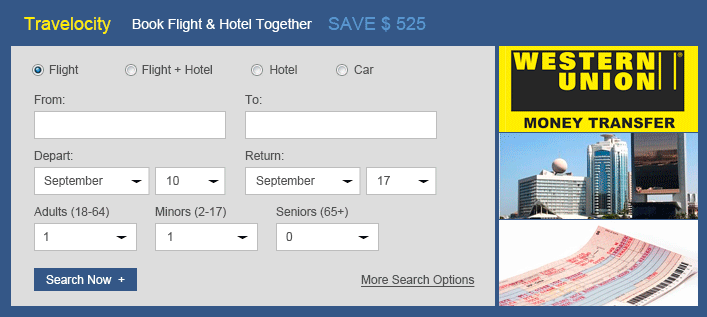 Travelocity Book Flight & Hotel Together SAVE $ 525
Flight Flight + Hotel Hotel Car
From: To:
Depart: Return:
September 10 September 17
Adults (18-64) Minors (2-17) Seniors (65+)
1 1 0
Search Now + More Search Options
WESTERN
UNION
MONEY TRANSFER